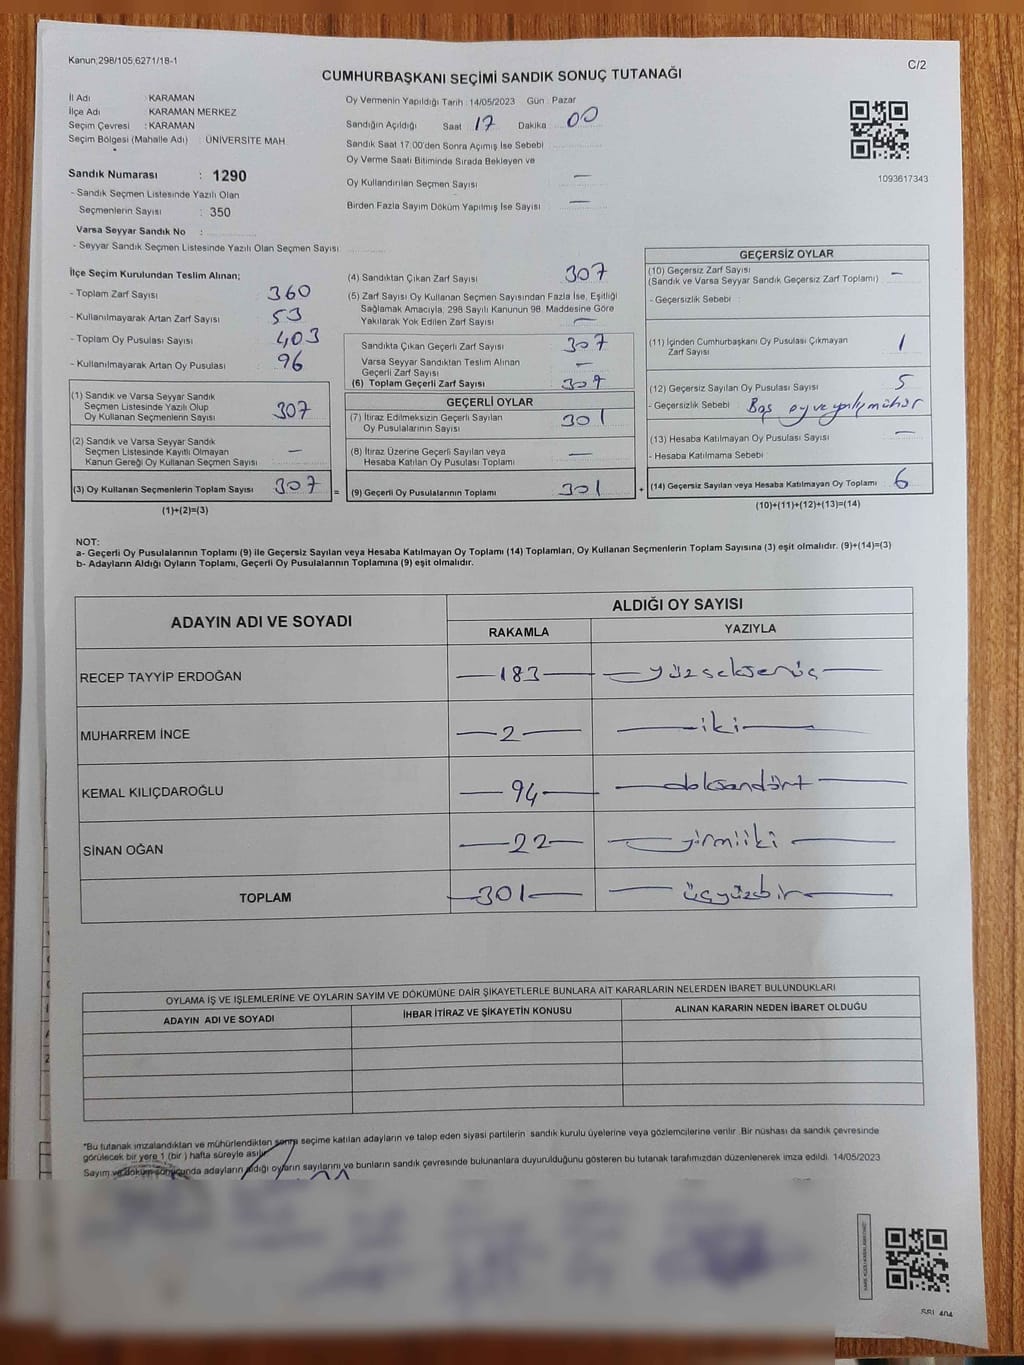 Kanun;298/105,6271/18-1
C/2
CUMHURBAŞKANI SEÇİMİ SANDIK SONUÇ TUTANAĞI
İl Adı : KARAMAN
İlçe Adı : KARAMAN MERKEZ
Seçim Çevresi : KARAMAN
Seçim Bölgesi (Mahalle Adı) : ÜNİVERSİTE MAH.
Sandık Numarası : 1290
- Sandık Seçmen Listesinde Yazılı Olan
Seçmenlerin Sayısı : 350
Varsa Seyyar Sandık No :
- Seyyar Sandık Seçmen Listesinde Yazılı Olan Seçmen Sayısı:
Oy Vermenin Yapıldığı Tarih :14/05/2023 Gün : Pazar
Sandığın Açıldığı Saat 17 Dakika 00
Sandık Saat 17.00'den Sonra Açımış İse Sebebi
Oy Verme Saati Bitiminde Sırada Bekleyen ve
Oy Kullandırılan Seçmen Sayısı —
Birden Fazla Sayım Döküm Yapılmış İse Sayısı —
1093617343
İlçe Seçim Kurulundan Teslim Alınan;
- Toplam Zarf Sayısı : 360
- Kullanılmayarak Artan Zarf Sayısı : 53
- Toplam Oy Pusulası Sayısı : 403
- Kullanılmayarak Artan Oy Pusulası : 96
(1) Sandık ve Varsa Seyyar Sandık
Seçmen Listesinde Yazılı Olup
Oy Kullanan Seçmenlerin Sayısı 307
(2) Sandık ve Varsa Seyyar Sandık
Seçmen Listesinde Kayıtlı Olmayan
Kanun Gereği Oy Kullanan Seçmen Sayısı —
(3) Oy Kullanan Seçmenlerin Toplam Sayısı 307 =
(1)+(2)=(3)
(4) Sandıktan Çıkan Zarf Sayısı 307
(5) Zarf Sayısı Oy Kullanan Seçmen Sayısından Fazla İse, Eşitliği
Sağlamak Amacıyla, 298 Sayılı Kanunun 98. Maddesine Göre
Yakılarak Yok Edilen Zarf Sayısı —
Sandıkta Çıkan Geçerli Zarf Sayısı 307
Varsa Seyyar Sandıktan Teslim Alınan
Geçerli Zarf Sayısı —
(6) Toplam Geçerli Zarf Sayısı 307
GEÇERLİ OYLAR
(7) İtiraz Edilmeksizin Geçerli Sayılan
Oy Pusulalarının Sayısı 301
(8) İtiraz Üzerine Geçerli Sayılan veya
Hesaba Katılan Oy Pusulası Toplamı —
(9) Geçerli Oy Pusulalarının Toplamı 301 +
GEÇERSİZ OYLAR
(10) Geçersiz Zarf Sayısı —
(Sandık ve Varsa Seyyar Sandık Geçersiz Zarf Toplamı)
- Geçersizlik Sebebi :
(11) İçinden Cumhurbaşkanı Oy Pusulası Çıkmayan
Zarf Sayısı 1
(12) Geçersiz Sayılan Oy Pusulası Sayısı 5
- Geçersizlik Sebebi : Boş oy ve yanlış mühür
(13) Hesaba Katılmayan Oy Pusulası Sayısı —
- Hesaba Katılmama Sebebi
(14) Geçersiz Sayılan veya Hesaba Katılmayan Oy Toplamı 6
(10)+(11)+(12)+(13)=(14)
NOT:
a- Geçerli Oy Pusulalarının Toplamı (9) ile Geçersiz Sayılan veya Hesaba Katılmayan Oy Toplamı (14) Toplamları, Oy Kullanan Seçmenlerin Toplam Sayısına (3) eşit olmalıdır. (9)+(14)=(3)
b- Adayların Aldığı Oyların Toplamı, Geçerli Oy Pusulalarının Toplamına (9) eşit olmalıdır.
ADAYIN ADI VE SOYADI
ALDIĞI OY SAYISI
RAKAMLA YAZIYLA
RECEP TAYYİP ERDOĞAN —183— —yüzseksenüç—
MUHARREM İNCE —2— —iki—
KEMAL KILIÇDAROĞLU —94— —doksandört—
SİNAN OĞAN —22— —yirmiiki—
TOPLAM —301— —üçyüzbir—
OYLAMA İŞ VE İŞLEMLERİNE VE OYLARIN SAYIM VE DÖKÜMÜNE DAİR ŞİKAYETLERLE BUNLARA AİT KARARLARIN NELERDEN İBARET BULUNDUKLARI
ADAYIN ADI VE SOYADI İHBAR İTİRAZ VE ŞİKAYETİN KONUSU ALINAN KARARIN NEDEN İBARET OLDUĞU
*Bu tutanak imzalandıktan ve mühürlendikten sonra seçime katılan adayların ve talep eden siyasi partilerin sandık kurulu üyelerine veya gözlemcilerine verilir. Bir nüshası da sandık çevresinde
görülecek bir yere 1 (bir ) hafta süreyle asılır.
Sayım ve döküm sonucunda adayların aldığı oyların sayılarını ve bunların sandık çevresinde bulunanlara duyurulduğunu gösteren bu tutanak tarafımızdan düzenlenerek imza edildi. 14/05/2023